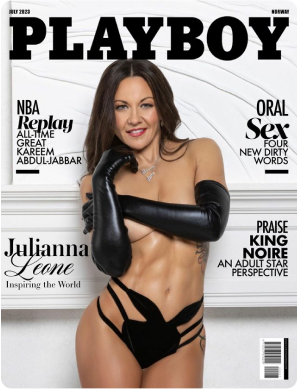 JULY 2023
NORWAY
PLAYBOY
NBA
Replay
ALL-TIME
GREAT
KAREEM
ABDUL-JABBAR
ORAL
Sex
FOUR
NEW DIRTY
WORDS
Julianna
Leone
Inspiring the World
PRAISE
KING
NOIRE
AN ADULT STAR
PERSPECTIVE